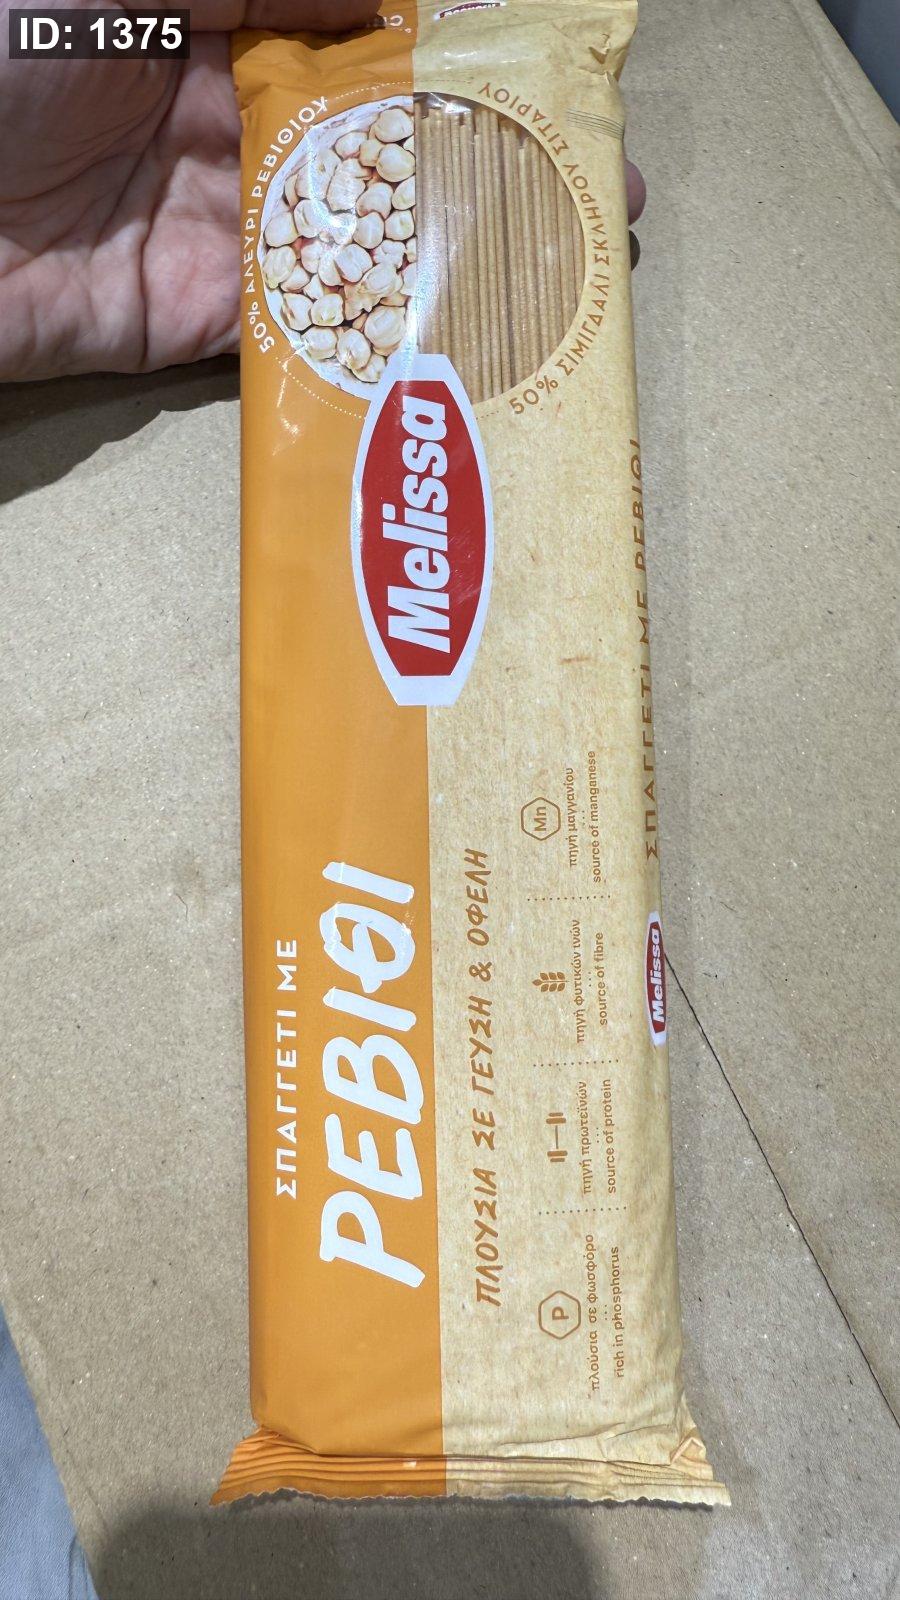 ID: 1375
50% ΑΛΕΥΡΙ ΡΕΒΙΘΙΟΥ
50% ΣΙΜΙΓΔΑΛΙ ΣΚΛΗΡΟΥ ΣΙΤΑΡΙΟΥ
Melissa
ΣΠΑΓΓΕΤΙ ΜΕ
ΡΕΒΙΘΙ
ΠΛΟΥΣΙΑ ΣΕ ΓΕΥΣΗ & ΟΦΕΛΗ
P
πλούσια σε φωσφόρο
rich in phosphorus
πηγή πρωτεϊνών
source of protein
πηγή φυτικών ινών
source of fibre
Mn
πηγή μαγγανίου
source of manganese
Melissa
ΣΠΑΓΓΕΤΙ ΜΕ ΡΕΒΙΘΙ